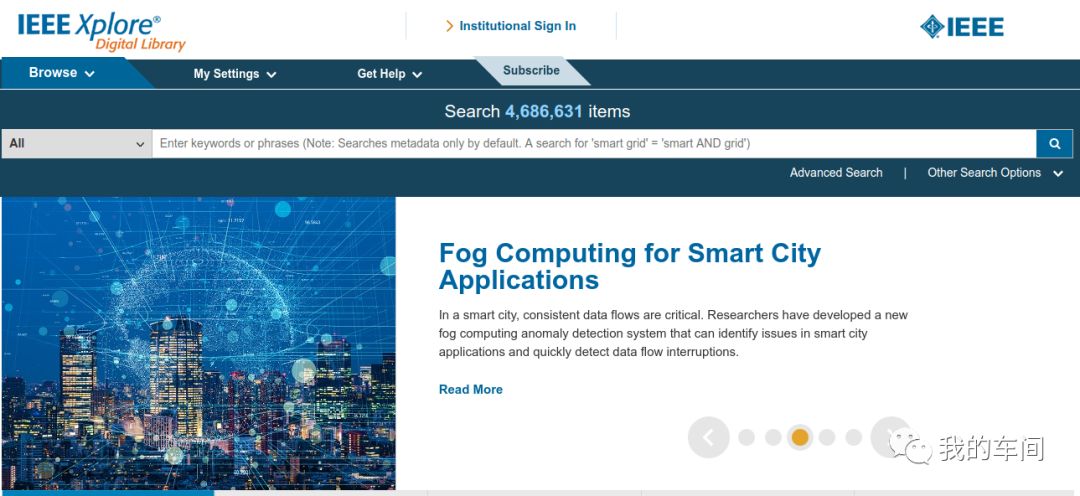 IEEE Xplore®
Digital Library
Institutional Sign In
IEEE
Browse
My Settings
Get Help
Subscribe
Search 4,686,631 items
All
Enter keywords or phrases (Note: Searches metadata only by default. A search for 'smart grid' = 'smart AND grid')
Advanced Search | Other Search Options
Fog Computing for Smart City
Applications
In a smart city, consistent data flows are critical. Researchers have developed a new
fog computing anomaly detection system that can identify issues in smart city
applications and quickly detect data flow interruptions.
Read More
我的车间